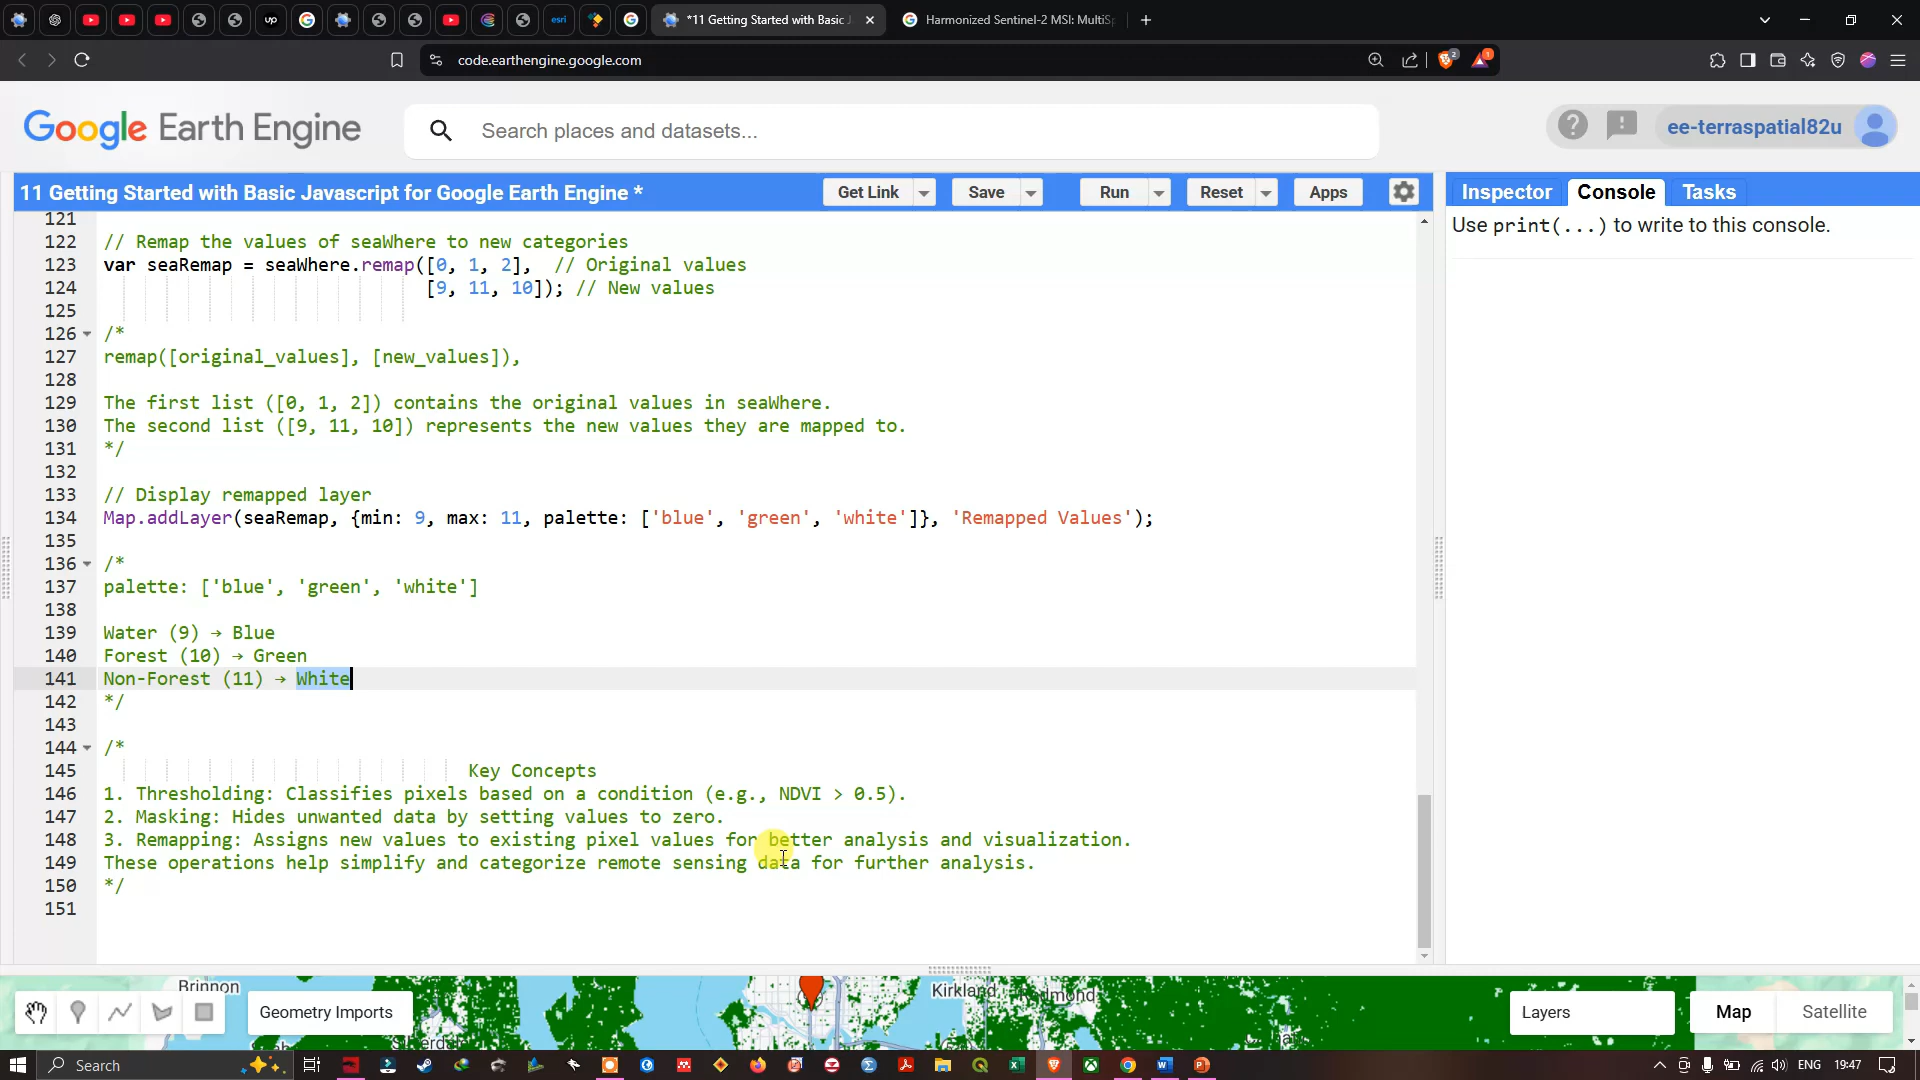 *11 Getting Started with Basic J
Harmonized Sentinel-2 MSI: MultiSp
code.earthengine.google.com
Google Earth Engine
Search places and datasets...
ee-terraspatial82u
11 Getting Started with Basic Javascript for Google Earth Engine *
Get Link
Save
Run
Reset
Apps
Inspector
Console
Tasks
Use print(...) to write to this console.
121
122 // Remap the values of seaWhere to new categories
123 var seaRemap = seaWhere.remap([0, 1, 2], // Original values
124 [9, 11, 10]); // New values
125
126 /*
127 remap([original_values], [new_values]),
128
129 The first list ([0, 1, 2]) contains the original values in seaWhere.
130 The second list ([9, 11, 10]) represents the new values they are mapped to.
131 */
132
133 // Display remapped layer
134 Map.addLayer(seaRemap, {min: 9, max: 11, palette: ['blue', 'green', 'white']}, 'Remapped Values');
135
136 /*
137 palette: ['blue', 'green', 'white']
138
139 Water (9) → Blue
140 Forest (10) → Green
141 Non-Forest (11) → White
142 */
143
144 /*
145 Key Concepts
146 1. Thresholding: Classifies pixels based on a condition (e.g., NDVI > 0.5).
147 2. Masking: Hides unwanted data by setting values to zero.
148 3. Remapping: Assigns new values to existing pixel values for better analysis and visualization.
149 These operations help simplify and categorize remote sensing data for further analysis.
150 */
151
Brinnon
Kirkland
Redmond
Geometry Imports
Layers
Map
Satellite
Search
ENG
19:47